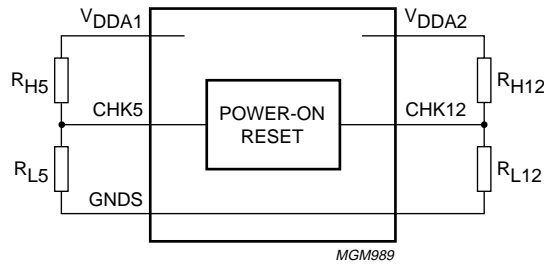 VDDA1
VDDA2
RH5
RH12
CHK5
CHK12
POWER-ON
RESET
RL5
RL12
GNDS
MGM989